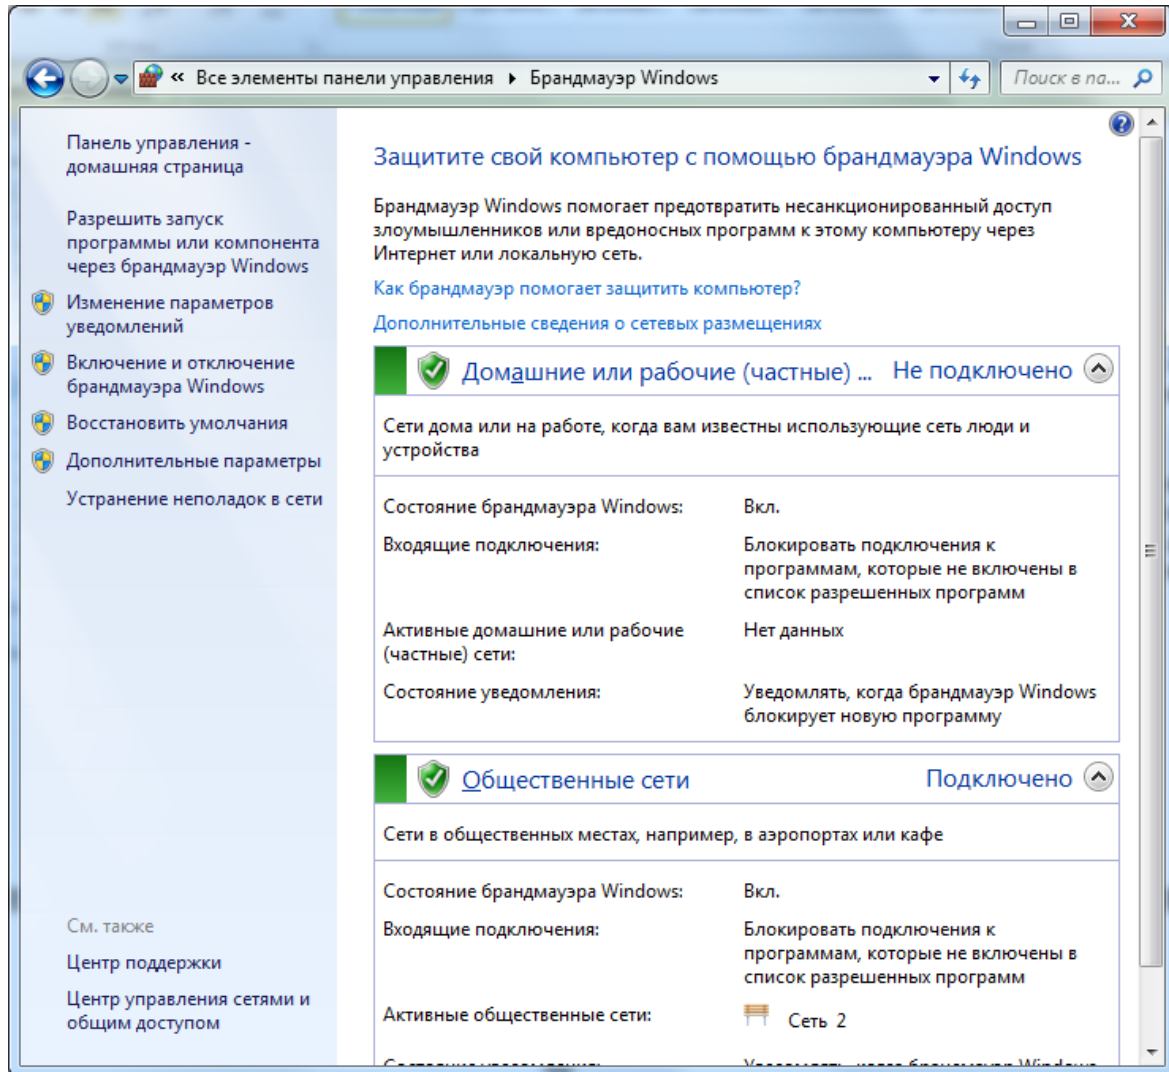 « Все элементы панели управления ▸ Брандмауэр Windows
Поиск в па...
Панель управления -
домашняя страница
Разрешить запуск
программы или компонента
через брандмауэр Windows
Изменение параметров
уведомлений
Включение и отключение
брандмауэра Windows
Восстановить умолчания
Дополнительные параметры
Устранение неполадок в сети
См. также
Центр поддержки
Центр управления сетями и
общим доступом
Защитите свой компьютер с помощью брандмауэра Windows
Брандмауэр Windows помогает предотвратить несанкционированный доступ
злоумышленников или вредоносных программ к этому компьютеру через
Интернет или локальную сеть.
Как брандмауэр помогает защитить компьютер?
Дополнительные сведения о сетевых размещениях
Домашние или рабочие (частные) ... Не подключено
Сети дома или на работе, когда вам известны использующие сеть люди и
устройства
Состояние брандмауэра Windows: Вкл.
Входящие подключения: Блокировать подключения к
программам, которые не включены в
список разрешенных программ
Активные домашние или рабочие Нет данных
(частные) сети:
Состояние уведомления: Уведомлять, когда брандмауэр Windows
блокирует новую программу
Общественные сети Подключено
Сети в общественных местах, например, в аэропортах или кафе
Состояние брандмауэра Windows: Вкл.
Входящие подключения: Блокировать подключения к
программам, которые не включены в
список разрешенных программ
Активные общественные сети: Сеть 2
Состояние уведомления: Уведомлять, когда брандмауэр Windows